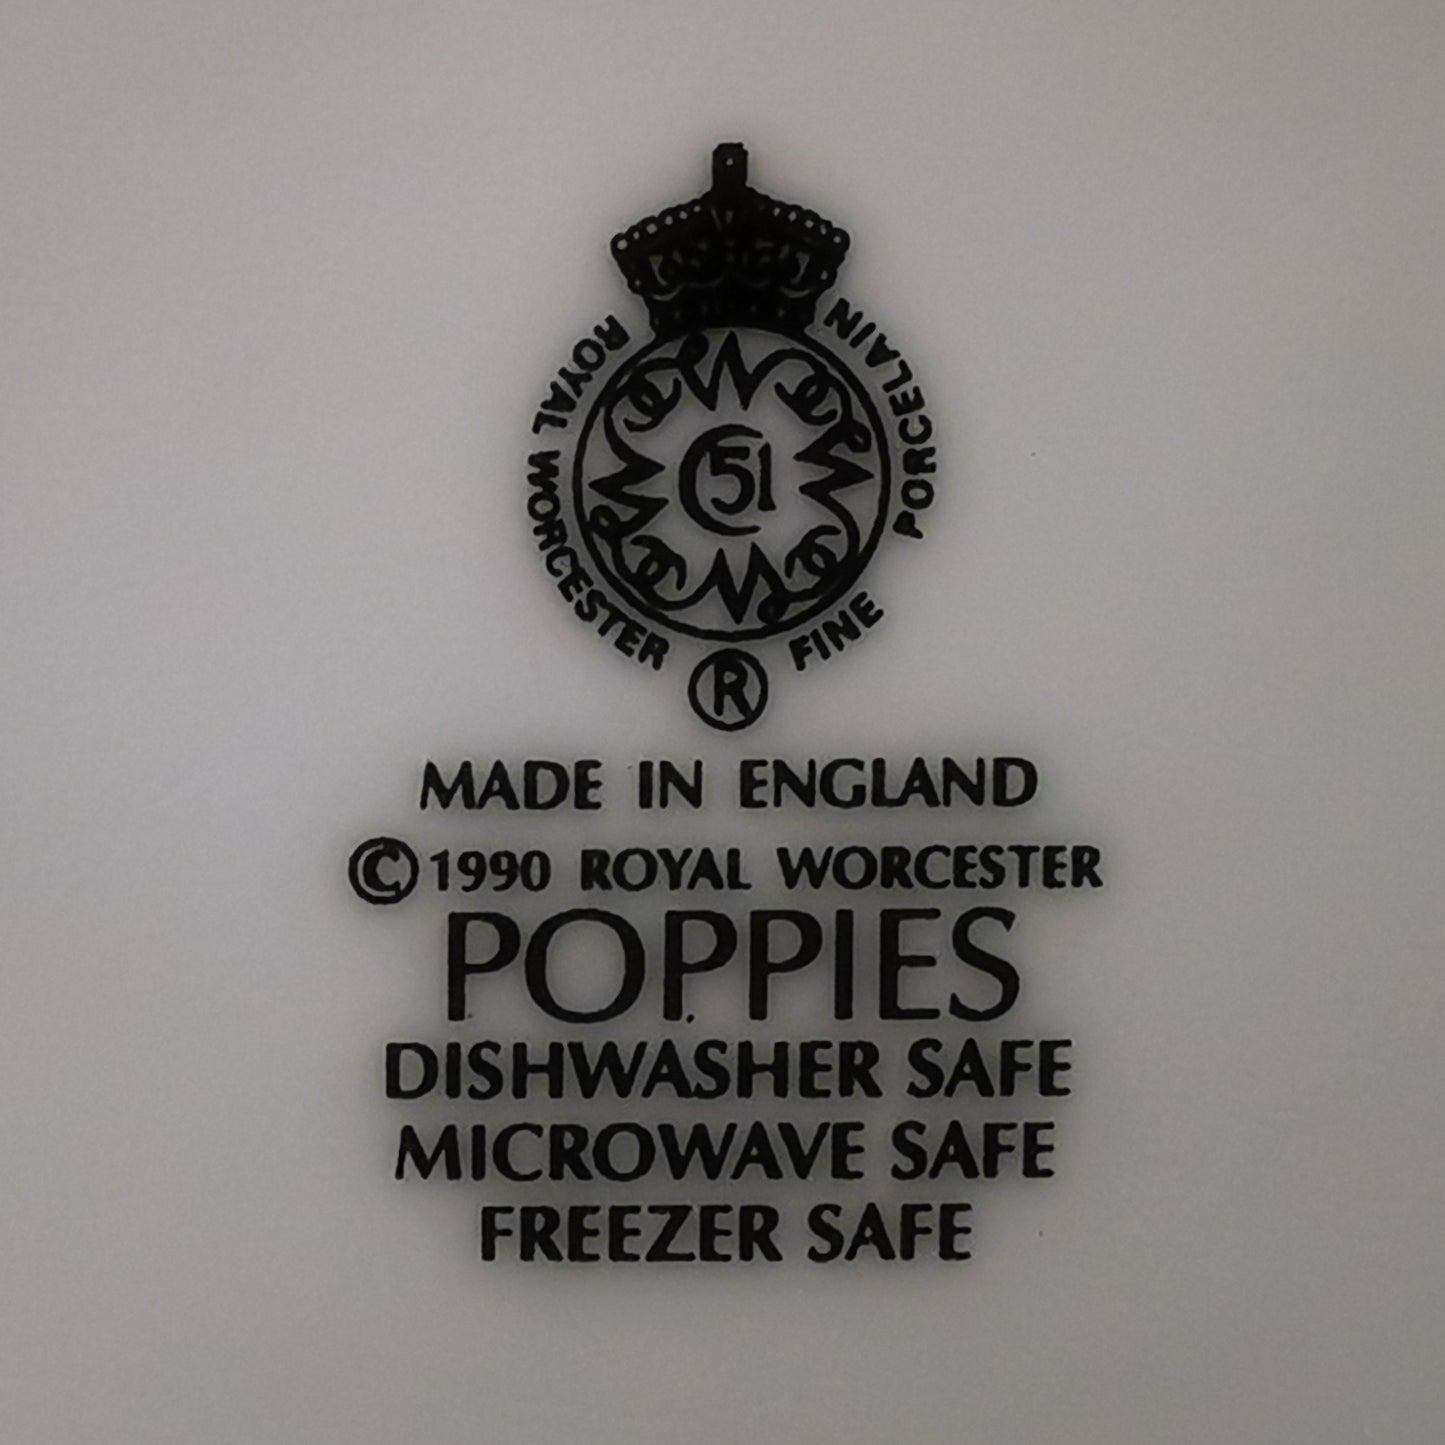 ROYAL WORCESTER FINE PORCELAIN
51
®
MADE IN ENGLAND
© 1990 ROYAL WORCESTER
POPPIES
DISHWASHER SAFE
MICROWAVE SAFE
FREEZER SAFE